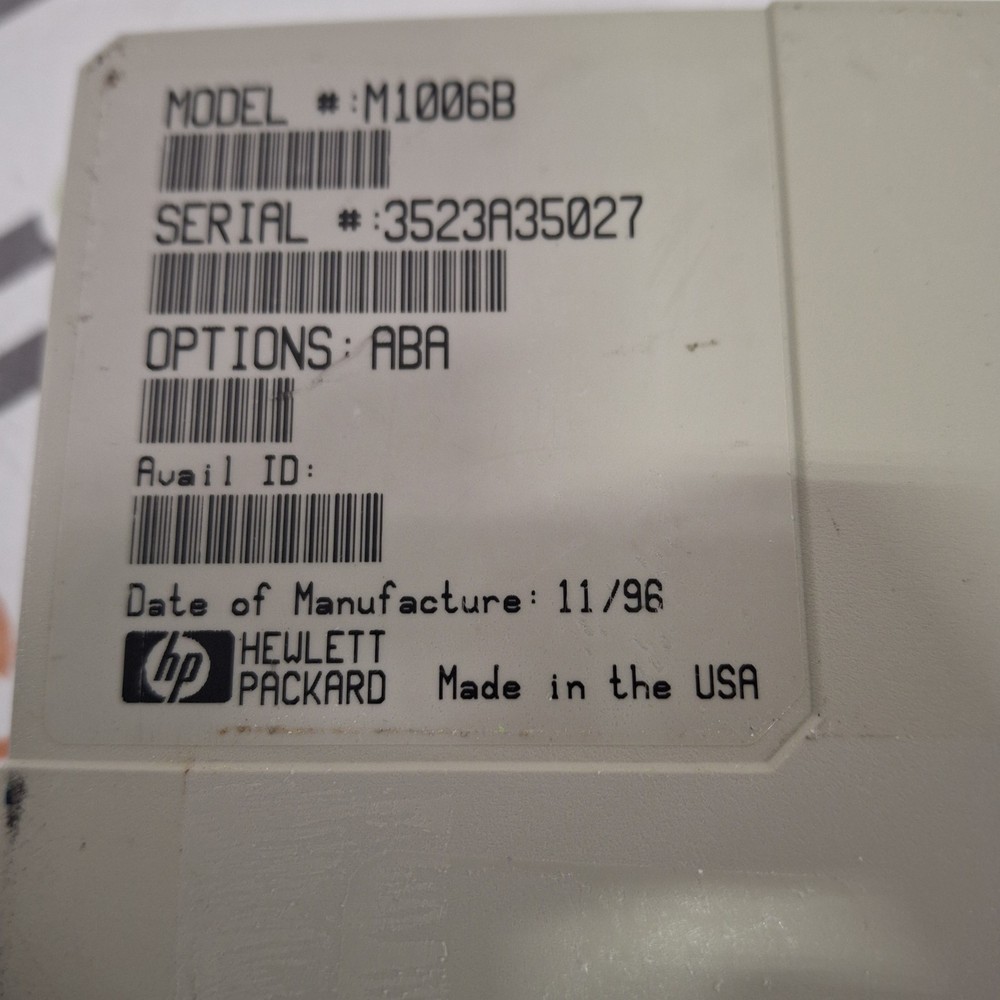 MODEL #:M1006B
SERIAL #:3523A35027
OPTIONS: ABA
Avail ID:
Date of Manufacture: 11/96
hp HEWLETT
PACKARD Made in the USA